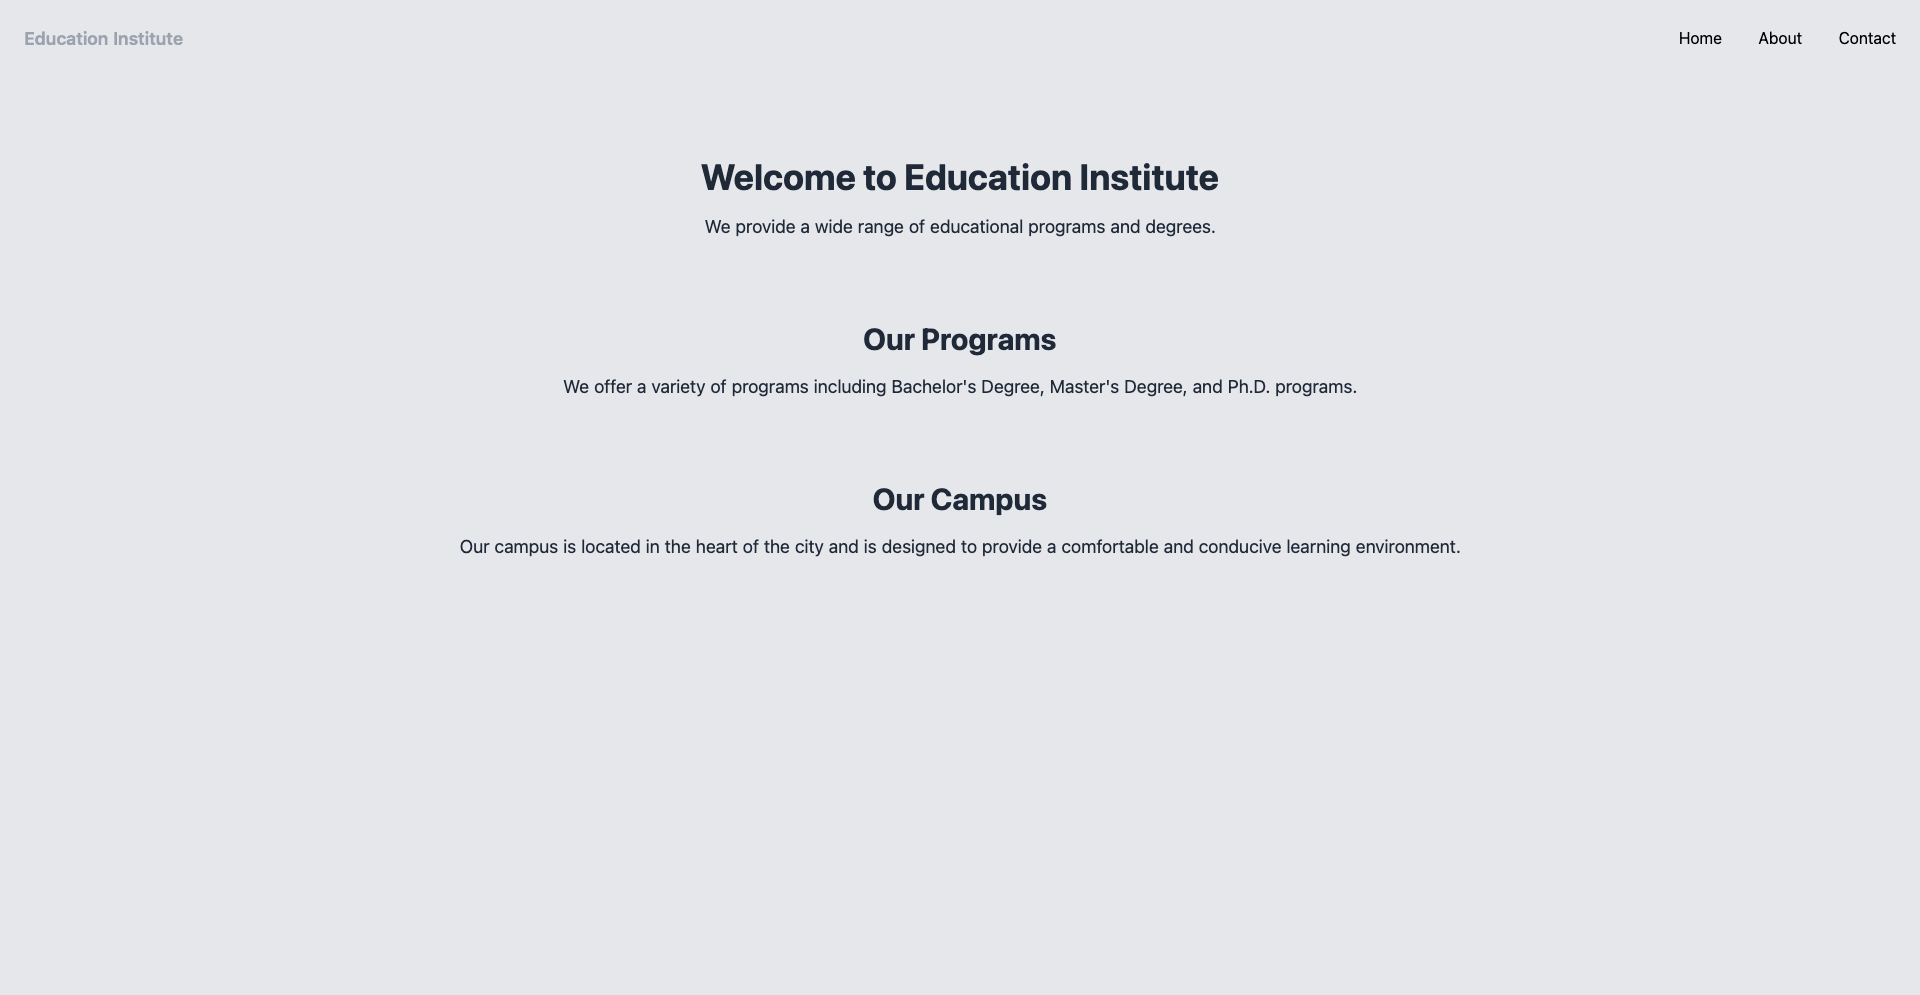 Education Institute
Home About Contact
Welcome to Education Institute
We provide a wide range of educational programs and degrees.
Our Programs
We offer a variety of programs including Bachelor's Degree, Master's Degree, and Ph.D. programs.
Our Campus
Our campus is located in the heart of the city and is designed to provide a comfortable and conducive learning environment.